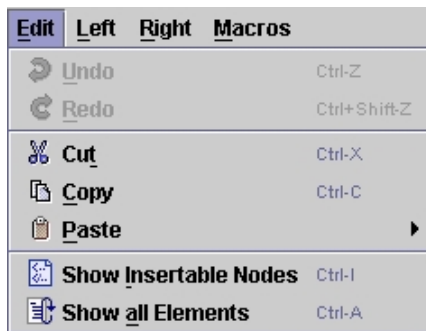 Edit Left Right Macros
Undo Ctrl-Z
Redo Ctrl+Shift-Z
Cut Ctrl-X
Copy Ctrl-C
Paste
Show Insertable Nodes Ctrl-I
Show all Elements Ctrl-A